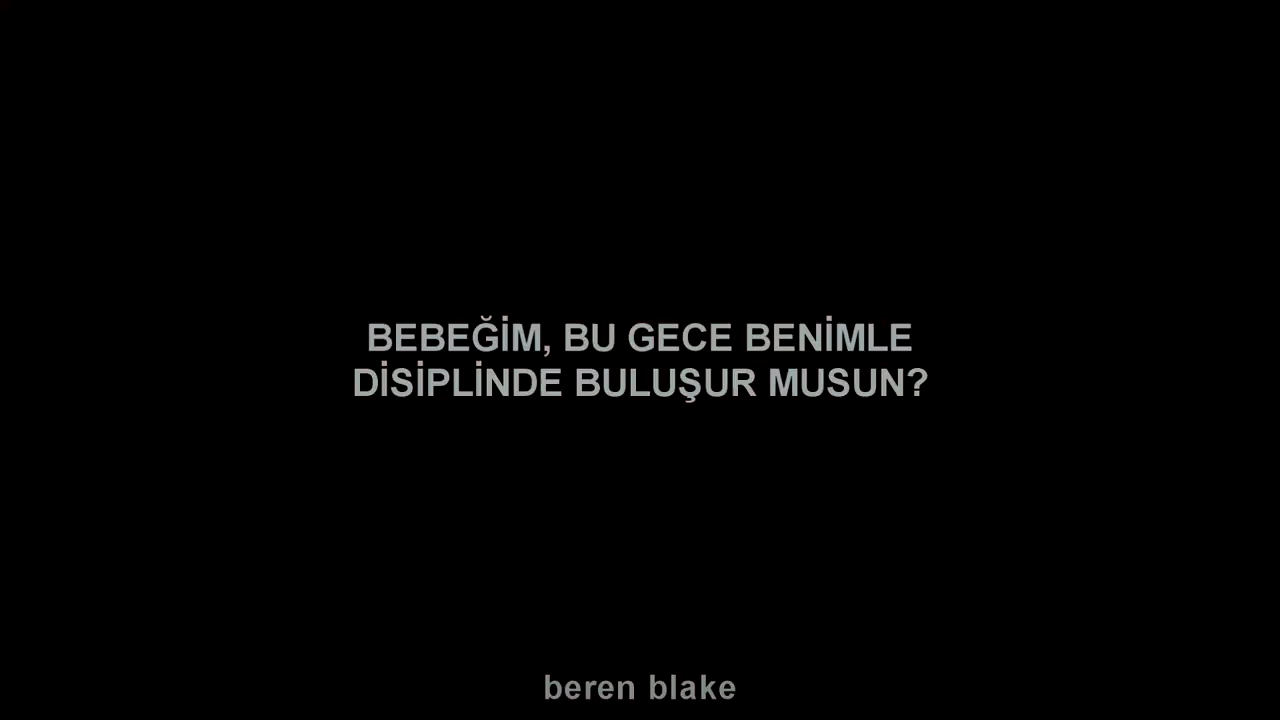 BEBEĞİM, BU GECE BENİMLE
DİSİPLİNDE BULUŞUR MUSUN?
beren blake